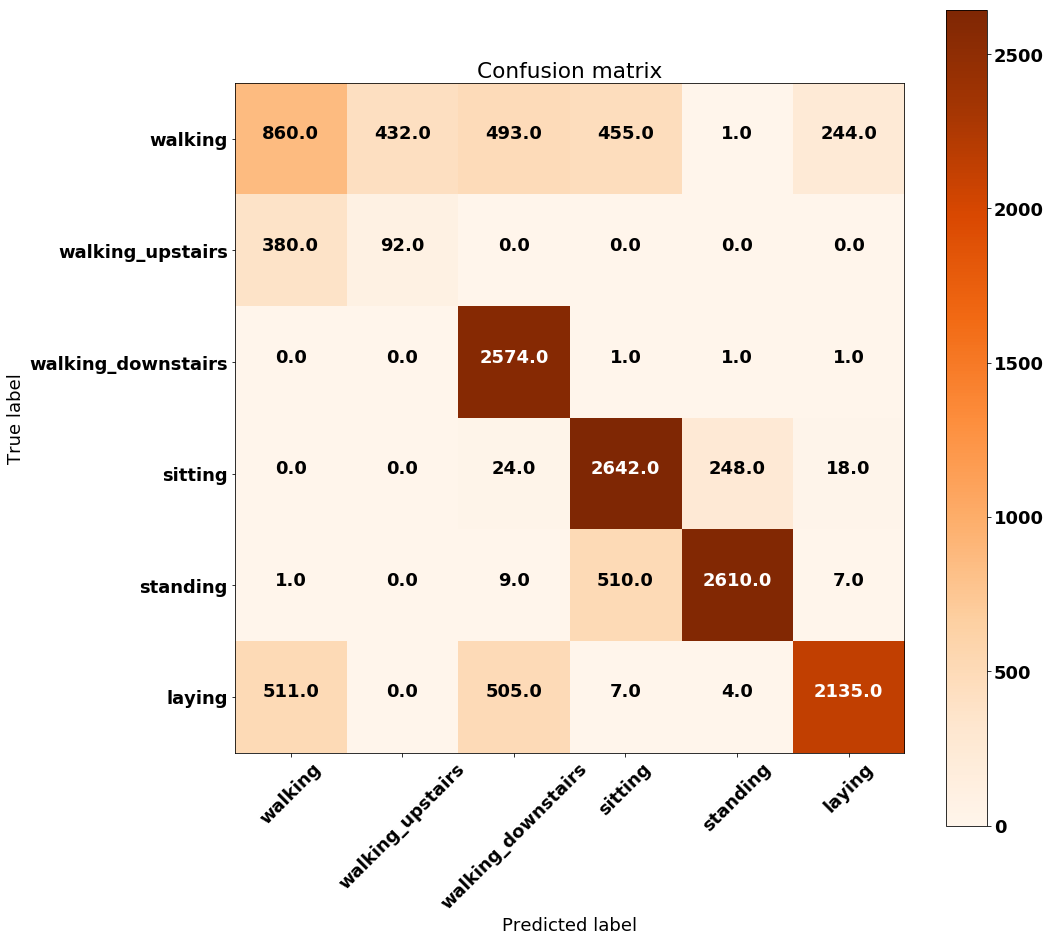 Confusion matrix
walking 860.0 432.0 493.0 455.0 1.0 244.0
walking_upstairs 380.0 92.0 0.0 0.0 0.0 0.0
walking_downstairs 0.0 0.0 2574.0 1.0 1.0 1.0
sitting 0.0 0.0 24.0 2642.0 248.0 18.0
standing 1.0 0.0 9.0 510.0 2610.0 7.0
laying 511.0 0.0 505.0 7.0 4.0 2135.0
True label
walking
walking_upstairs
walking_downstairs
sitting
standing
laying
Predicted label
2500
2000
1500
1000
500
0